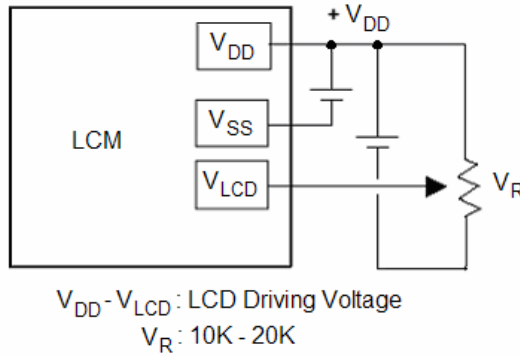 + VDD
VDD
VSS
LCM
VLCD
VR
VDD - VLCD : LCD Driving Voltage
VR : 10K - 20K